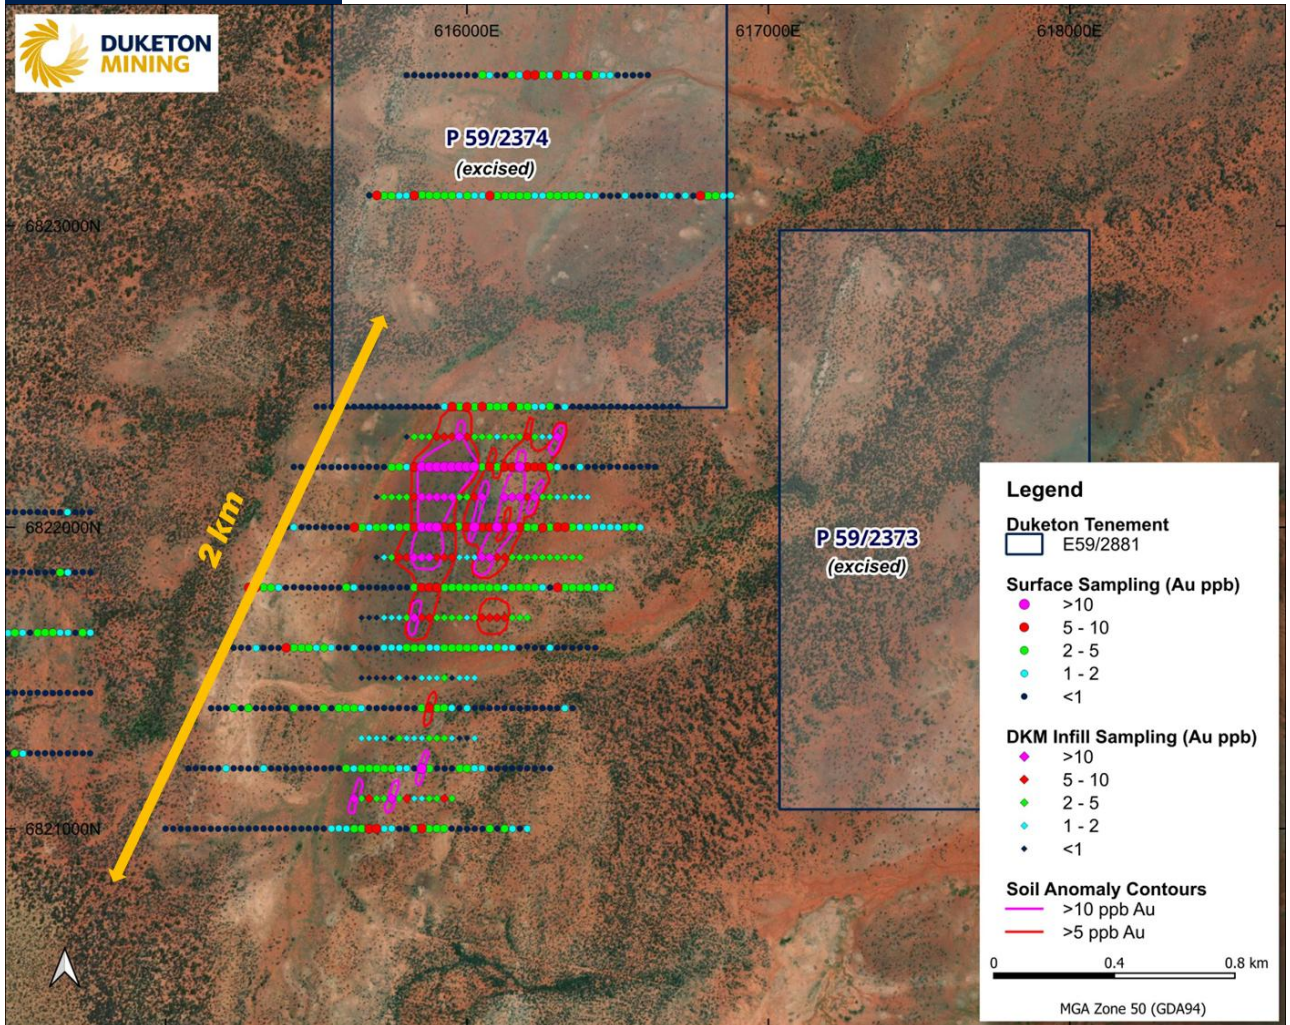 DUKETON
MINING
616000E
617000E
618000E
P 59/2374
(excised)
6823000N
2 km
6822000N
P 59/2373
(excised)
6821000N
Legend
Duketon Tenement
E59/2881
Surface Sampling (Au ppb)
>10
5 - 10
2 - 5
1 - 2
<1
DKM Infill Sampling (Au ppb)
>10
5 - 10
2 - 5
1 - 2
<1
Soil Anomaly Contours
>10 ppb Au
>5 ppb Au
0 0.4 0.8 km
MGA Zone 50 (GDA94)